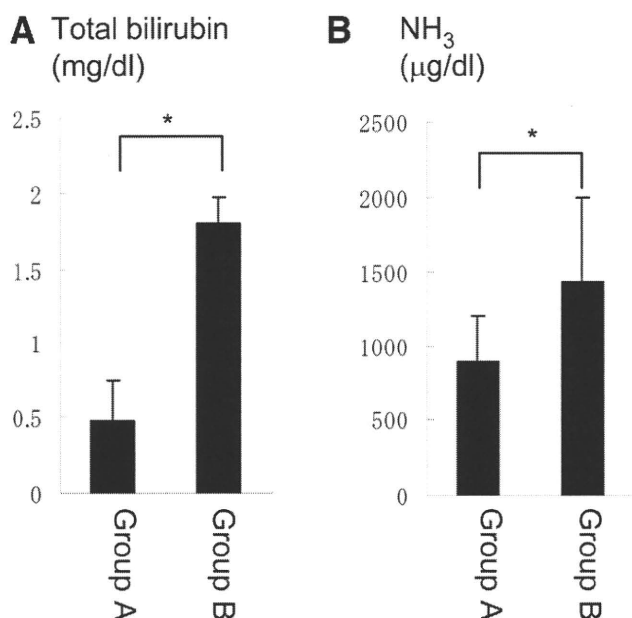 A Total bilirubin
(mg/dl)
2.5
2
1.5
1
0.5
0
*
Group A
Group B
B NH3
(μg/dl)
2500
2000
1500
1000
500
0
*
Group A
Group B